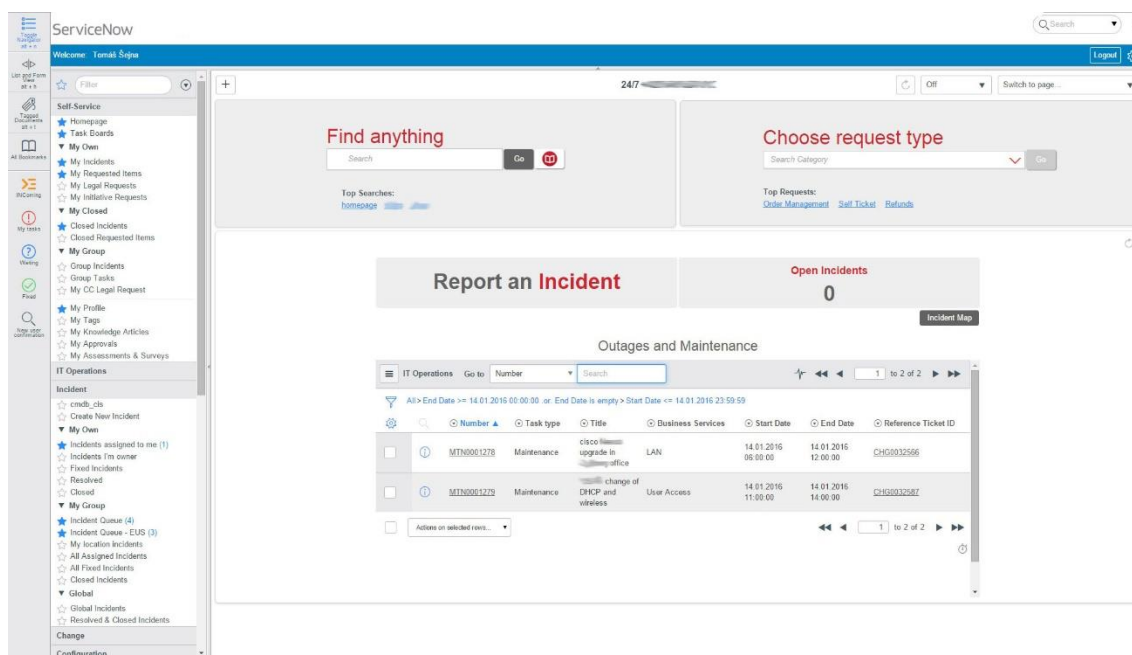 ServiceNow
Search
Toggle Navigator
alt + n
Welcome: Tomáš Šejna
Logout
List and Form View
alt + h
Tagged Documents
alt + t
All Bookmarks
INComing
My tasks
Waiting
Fixed
New user confirmation
Filter
Self-Service
Homepage
Task Boards
My Own
My Incidents
My Requested Items
My Legal Requests
My Initiative Requests
My Closed
Closed Incidents
Closed Requested Items
My Group
Group Incidents
Group Tasks
My CC Legal Request
My Profile
My Tags
My Knowledge Articles
My Approvals
My Assessments & Surveys
IT Operations
Incident
cmdb_cis
Create New Incident
My Own
Incidents assigned to me (1)
Incidents I'm owner
Fixed Incidents
Resolved
Closed
My Group
Incident Queue (4)
Incident Queue - EUS (3)
My location incidents
All Assigned Incidents
All Fixed Incidents
Closed Incidents
Global
Global Incidents
Resolved & Closed Incidents
Change
Configuration
+ 24/7 Off Switch to page...
Find anything
Search Go
Top Searches:
homepage
Choose request type
Search Category Go
Top Requests:
Order Management Self Ticket Refunds
Report an Incident
Open Incidents
0
Incident Map
Outages and Maintenance
IT Operations Go to Number Search 1 to 2 of 2
All > End Date >= 14.01.2016 00:00:00 .or. End Date is empty > Start Date <= 14.01.2016 23:59:59
Number Task type Title Business Services Start Date End Date Reference Ticket ID
MTN0001278 Maintenance cisco upgrade in office LAN 14.01.2016 06:00:00 14.01.2016 12:00:00 CHG0032566
MTN0001279 Maintenance change of DHCP and wireless User Access 14.01.2016 11:00:00 14.01.2016 14:00:00 CHG0032587
Actions on selected rows... 1 to 2 of 2